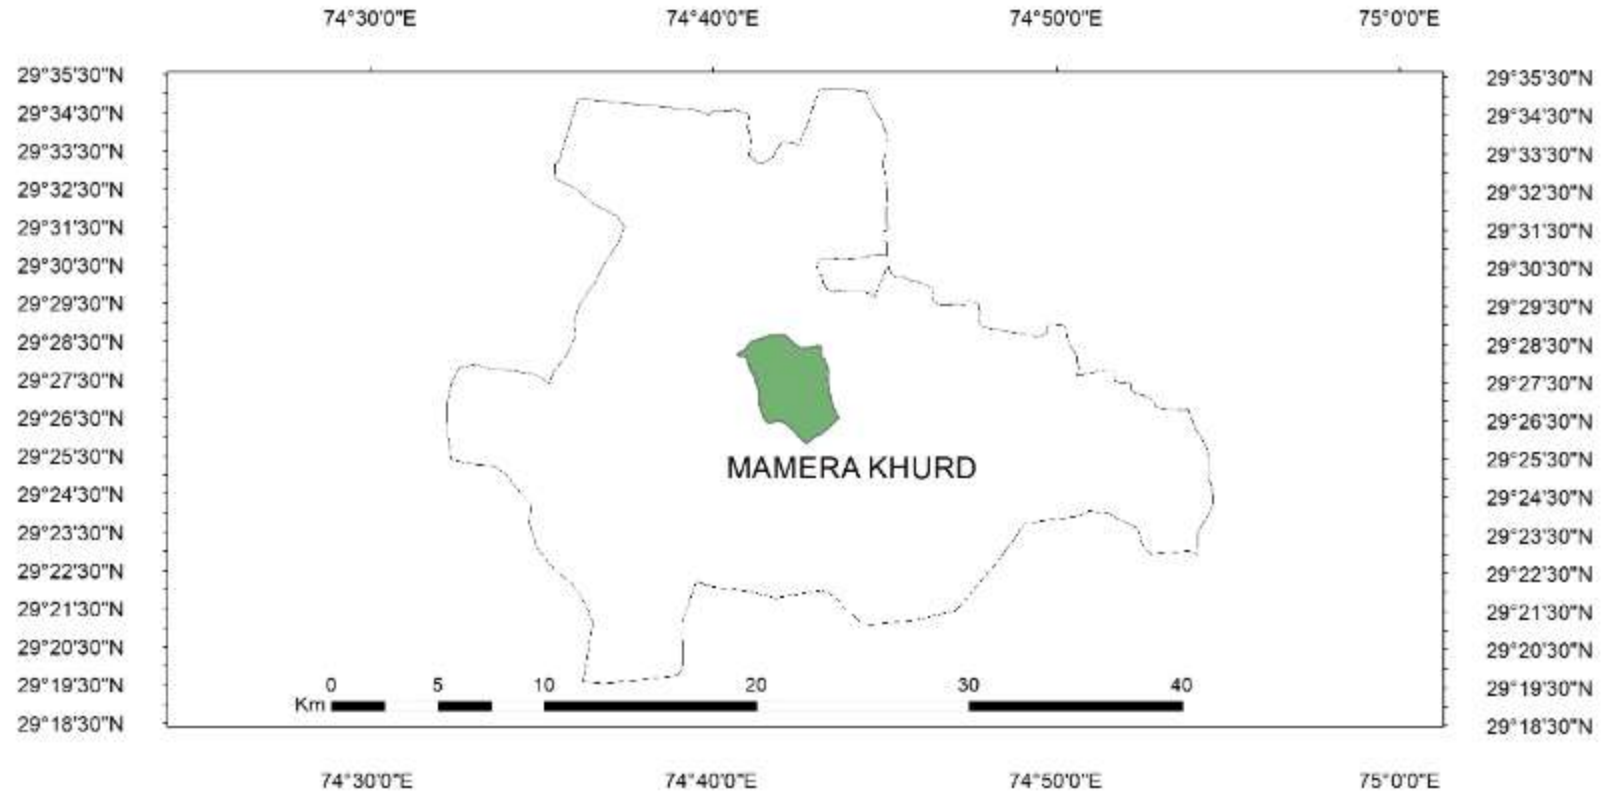 74°30'0"E 74°40'0"E 74°50'0"E 75°0'0"E
29°35'30"N 29°35'30"N
29°34'30"N 29°34'30"N
29°33'30"N 29°33'30"N
29°32'30"N 29°32'30"N
29°31'30"N 29°31'30"N
29°30'30"N 29°30'30"N
29°29'30"N 29°29'30"N
29°28'30"N 29°28'30"N
29°27'30"N 29°27'30"N
29°26'30"N 29°26'30"N
29°25'30"N 29°25'30"N
MAMERA KHURD
29°24'30"N 29°24'30"N
29°23'30"N 29°23'30"N
29°22'30"N 29°22'30"N
29°21'30"N 29°21'30"N
29°20'30"N 29°20'30"N
29°19'30"N 0 5 10 20 30 40 29°19'30"N
Km
29°18'30"N 29°18'30"N
74°30'0"E 74°40'0"E 74°50'0"E 75°0'0"E